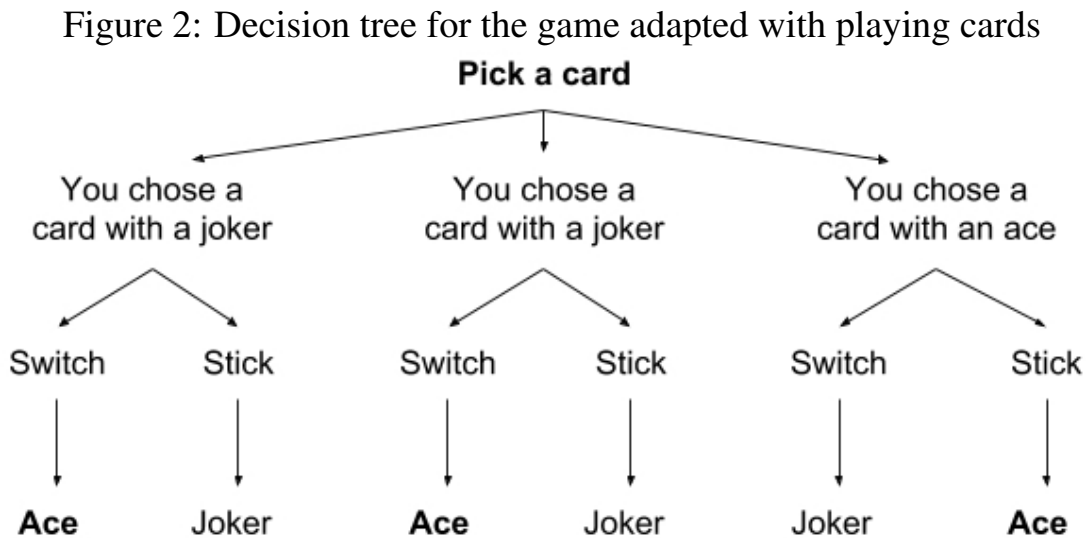 Figure 2: Decision tree for the game adapted with playing cards
Pick a card
You chose a
card with a joker
You chose a
card with a joker
You chose a
card with an ace
Switch
Stick
Switch
Stick
Switch
Stick
Ace
Joker
Ace
Joker
Joker
Ace